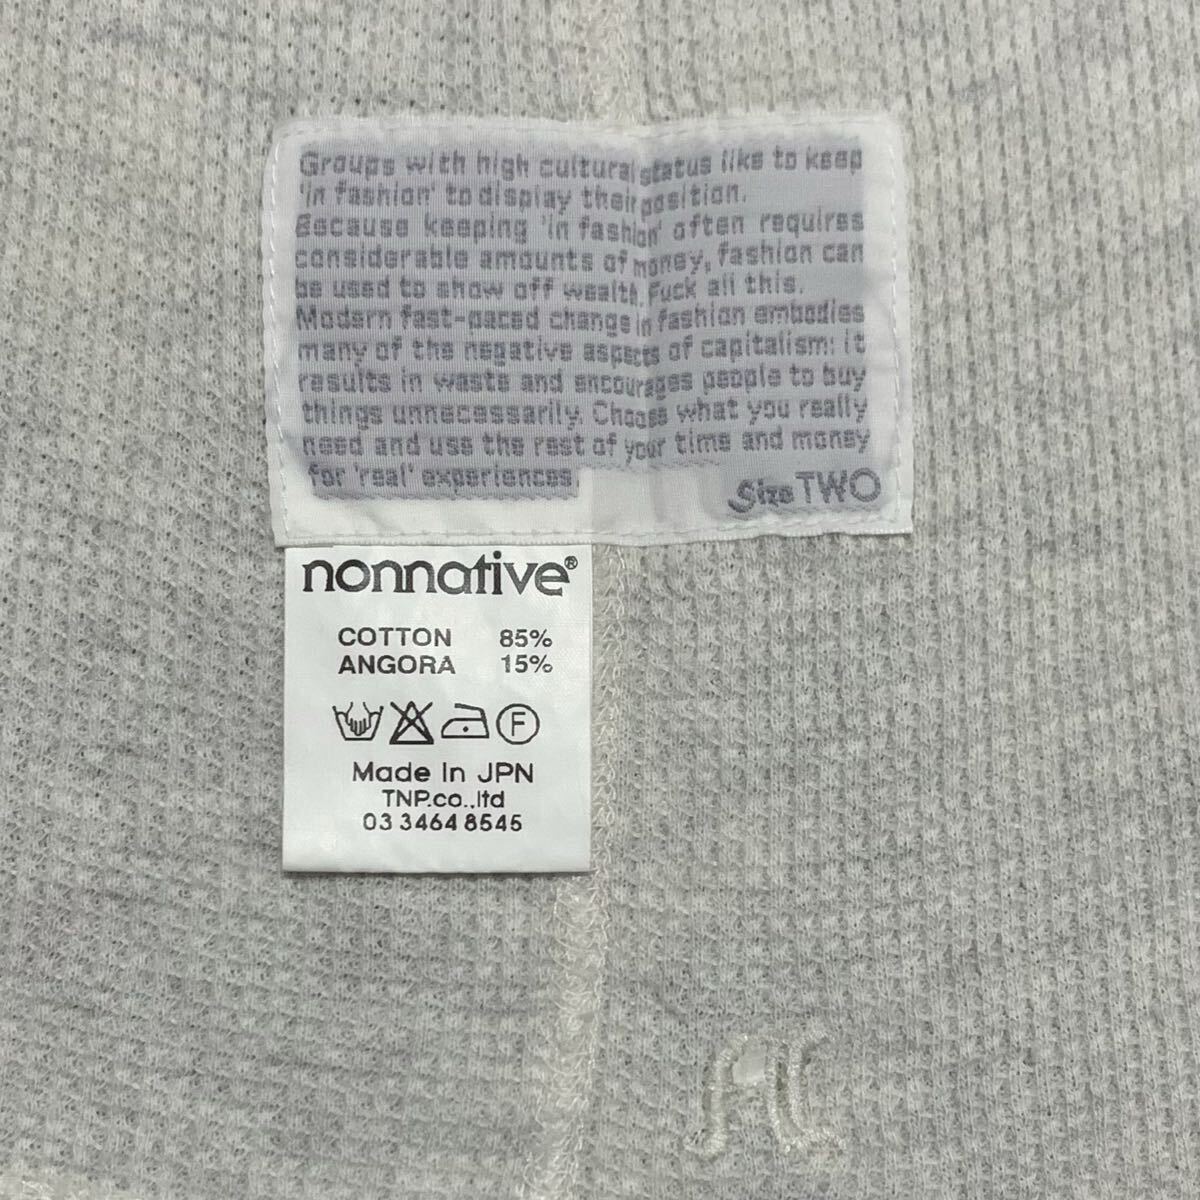 Groups with high cultural status like to keep
'in fashion' to display their position.
Because keeping 'in fashion' often requires
considerable amounts of money, fashion can
be used to show off wealth. Fuck all this.
Modern fast-paced change in fashion embodies
many of the negative aspects of capitalism: it
results in waste and encourages people to buy
things unnecessarily. Choose what you really
need and use the rest of your time and money
for 'real' experiences.
Size TWO
nonnative®
COTTON 85%
ANGORA 15%
F
Made In JPN
TNP.co.,ltd
03 3464 8545